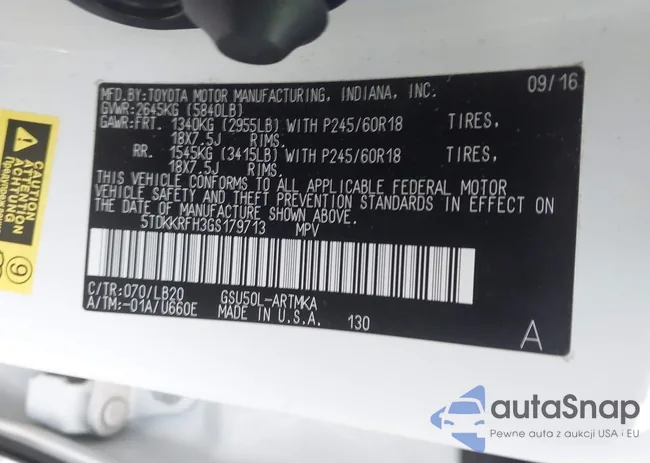 MFD.BY:TOYOTA MOTOR MANUFACTURING, INDIANA, INC. 09/16
GVWR:2645KG (5840LB)
GAWR:FRT. 1340KG (2955LB) WITH P245/60R18 TIRES,
18X7.5J RIMS.
RR. 1545KG (3415LB) WITH P245/60R18 TIRES,
18X7.5J RIMS.
THIS VEHICLE CONFORMS TO ALL APPLICABLE FEDERAL MOTOR
VEHICLE SAFETY AND THEFT PREVENTION STANDARDS IN EFFECT ON
THE DATE OF MANUFACTURE SHOWN ABOVE.
5TDKKRFH3GS179713 MPV
C/TR:070/LB20 GSU50L-ARTMKA
A/TM:-01A/U660E MADE IN U.S.A. 130
A
CAUTION
ATTENTION
9
autaSnap
Pewne auta z aukcji USA i EU